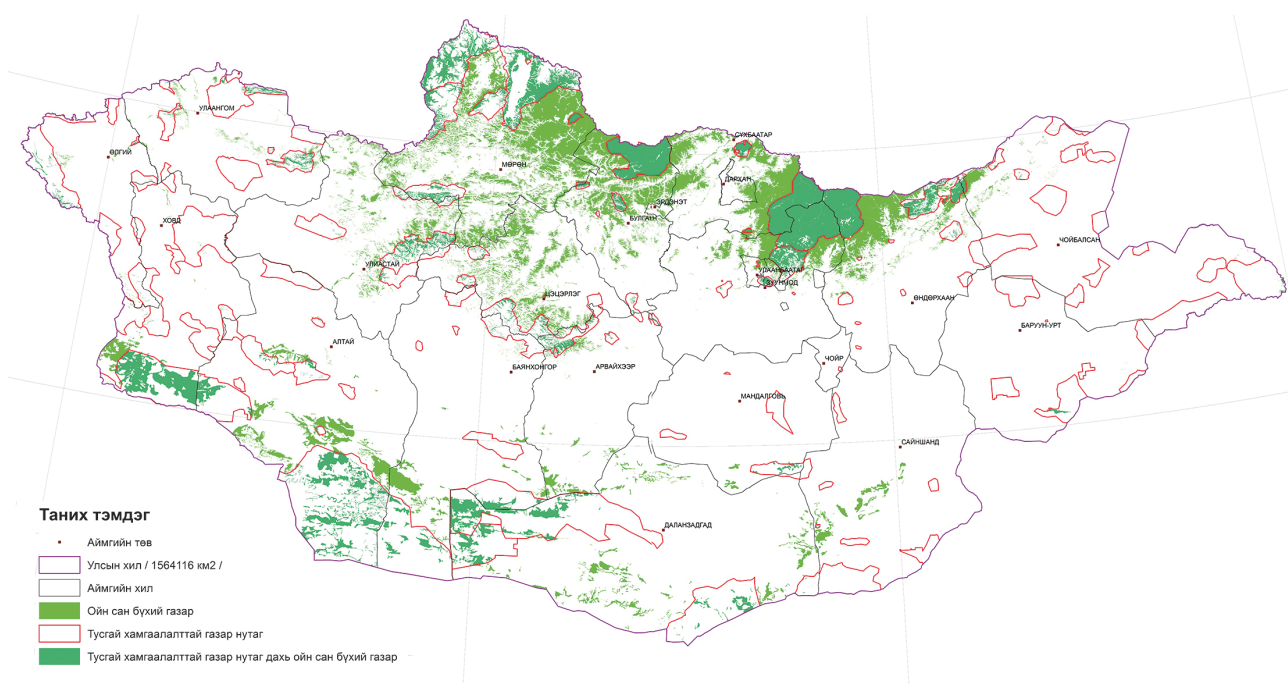 УЛААНГОМ
ӨЛГИЙ
ХОВД
УЛИАСТАЙ
АЛТАЙ
МӨРӨН
БУЛГАН
ЭРДЭНЭТ
ДАРХАН
СҮХБААТАР
УЛААНБААТАР
ЗУУНМОД
ЦЭЦЭРЛЭГ
БАЯНХОНГОР
АРВАЙХЭЭР
МАНДАЛГОВЬ
ЧОЙР
ӨНДӨРХААН
ЧОЙБАЛСАН
БАРУУН-УРТ
САЙНШАНД
ДАЛАНЗАДГАД
Таних тэмдэг
Аймгийн төв
Улсын хил / 1564116 км2 /
Аймгийн хил
Ойн сан бүхий газар
Тусгай хамгаалалттай газар нутаг
Тусгай хамгаалалттай газар нутаг дахь ойн сан бүхий газар